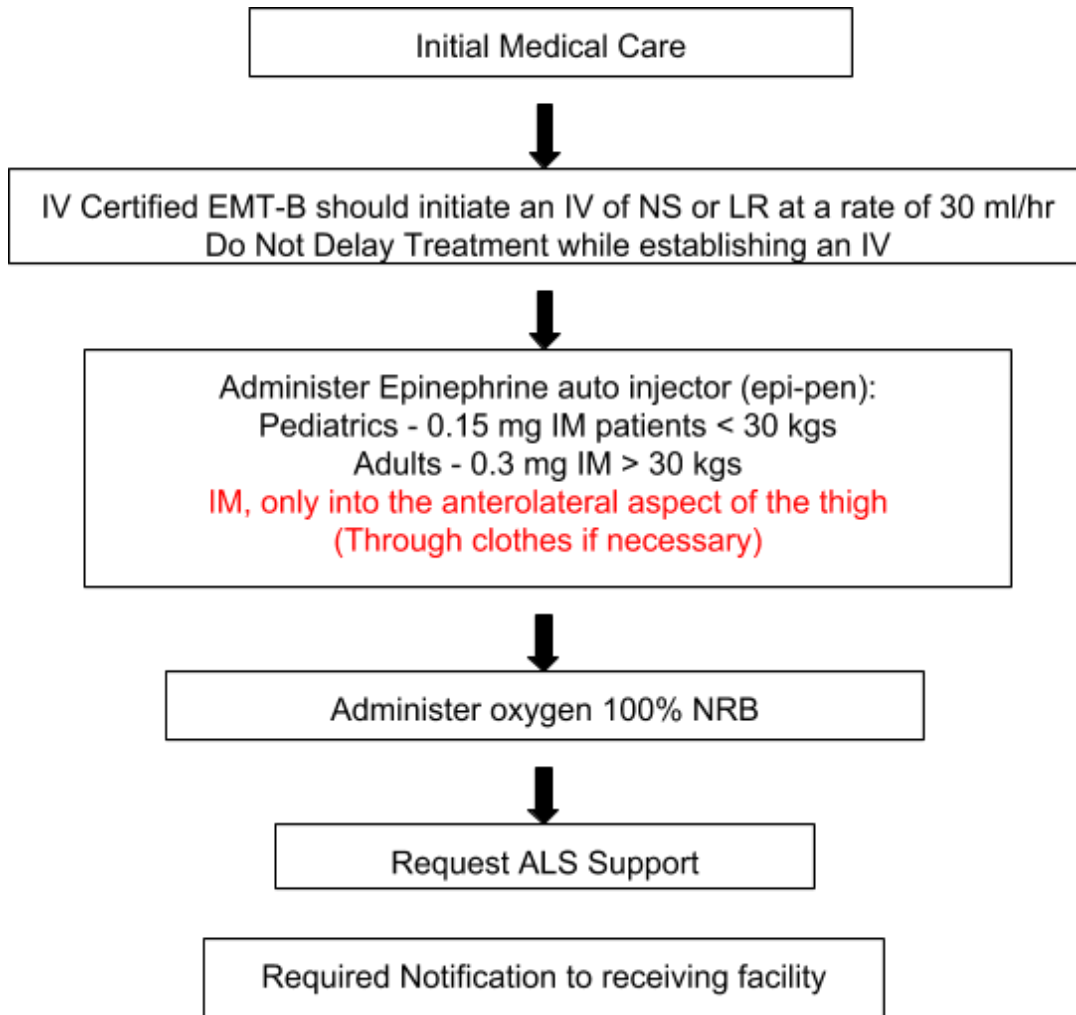 Initial Medical Care
IV Certified EMT-B should initiate an IV of NS or LR at a rate of 30 ml/hr
Do Not Delay Treatment while establishing an IV
Administer Epinephrine auto injector (epi-pen):
Pediatrics - 0.15 mg IM patients < 30 kgs
Adults - 0.3 mg IM > 30 kgs
IM, only into the anterolateral aspect of the thigh
(Through clothes if necessary)
Administer oxygen 100% NRB
Request ALS Support
Required Notification to receiving facility